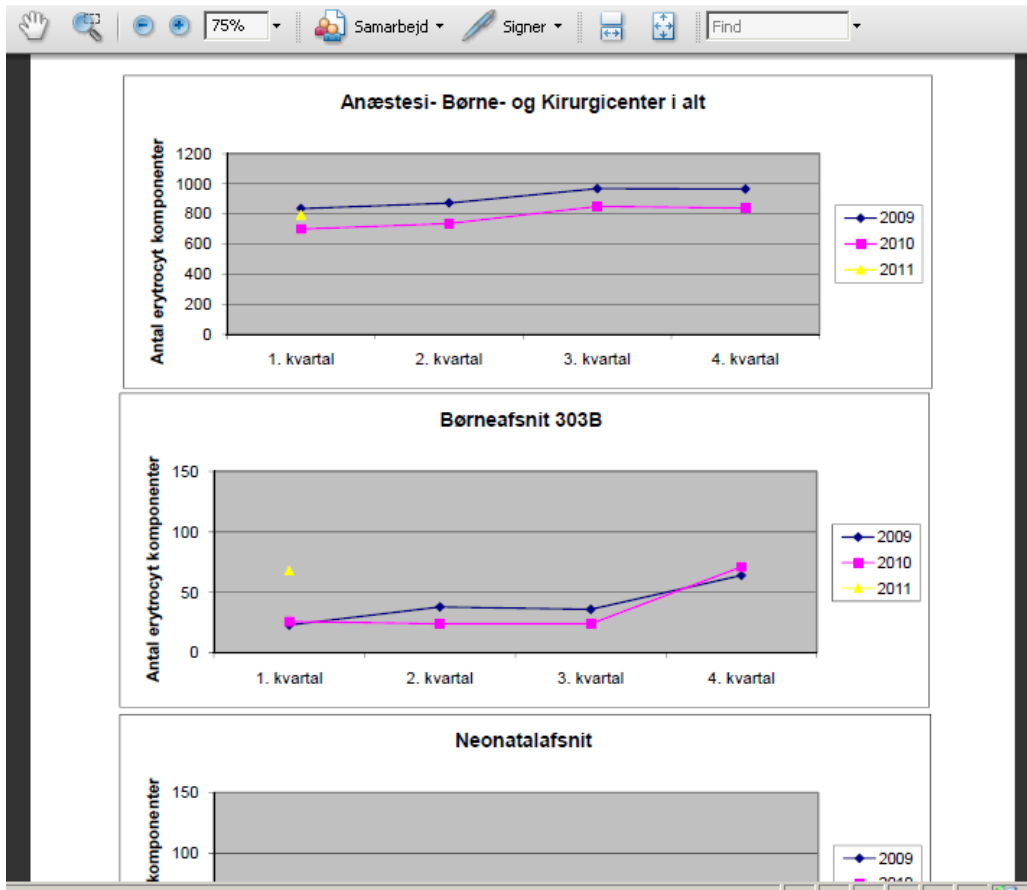 75% Samarbejd Signer Find
Anæstesi- Børne- og Kirurgicenter i alt
Antal erytrocyt komponenter
1200
1000
800
600
400
200
0
1. kvartal 2. kvartal 3. kvartal 4. kvartal
2009
2010
2011
Børneafsnit 303B
Antal erytrocyt komponenter
150
100
50
0
1. kvartal 2. kvartal 3. kvartal 4. kvartal
2009
2010
2011
Neonatalafsnit
komponenter
150
100
2009